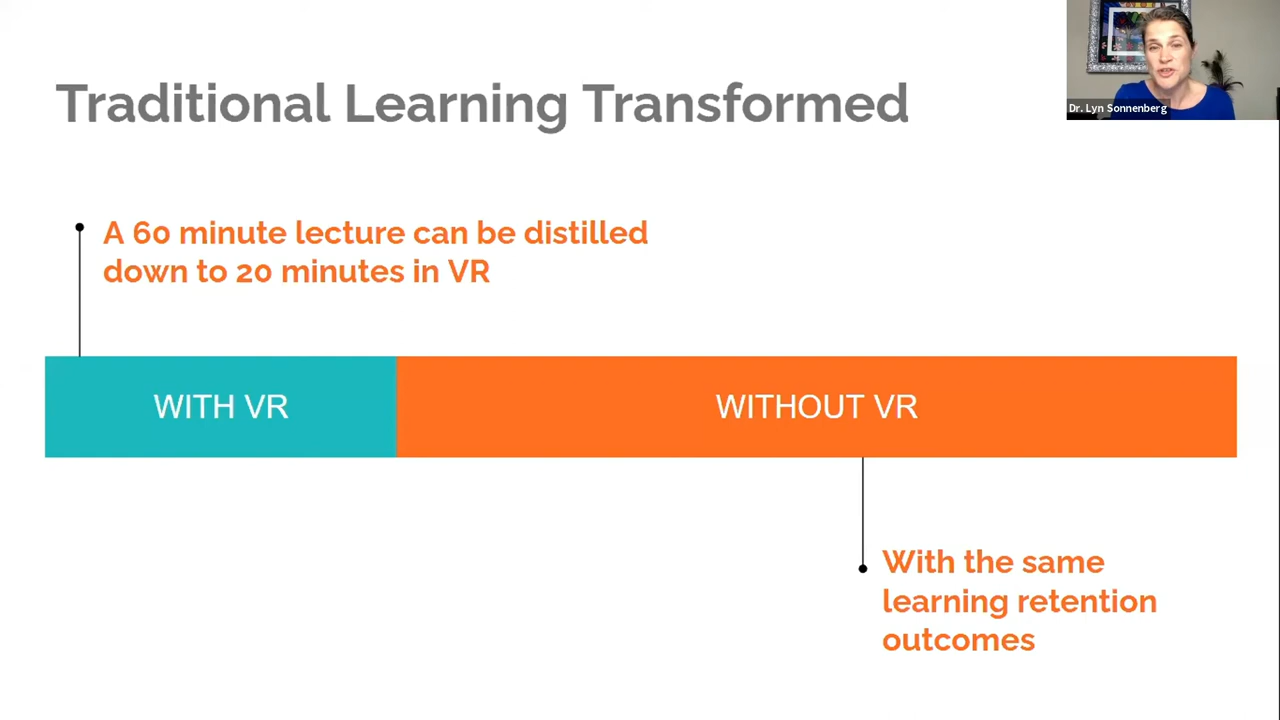 Traditional Learning Transformed
Dr. Lyn Sonnenberg
A 60 minute lecture can be distilled
down to 20 minutes in VR
WITH VR
WITHOUT VR
With the same
learning retention
outcomes